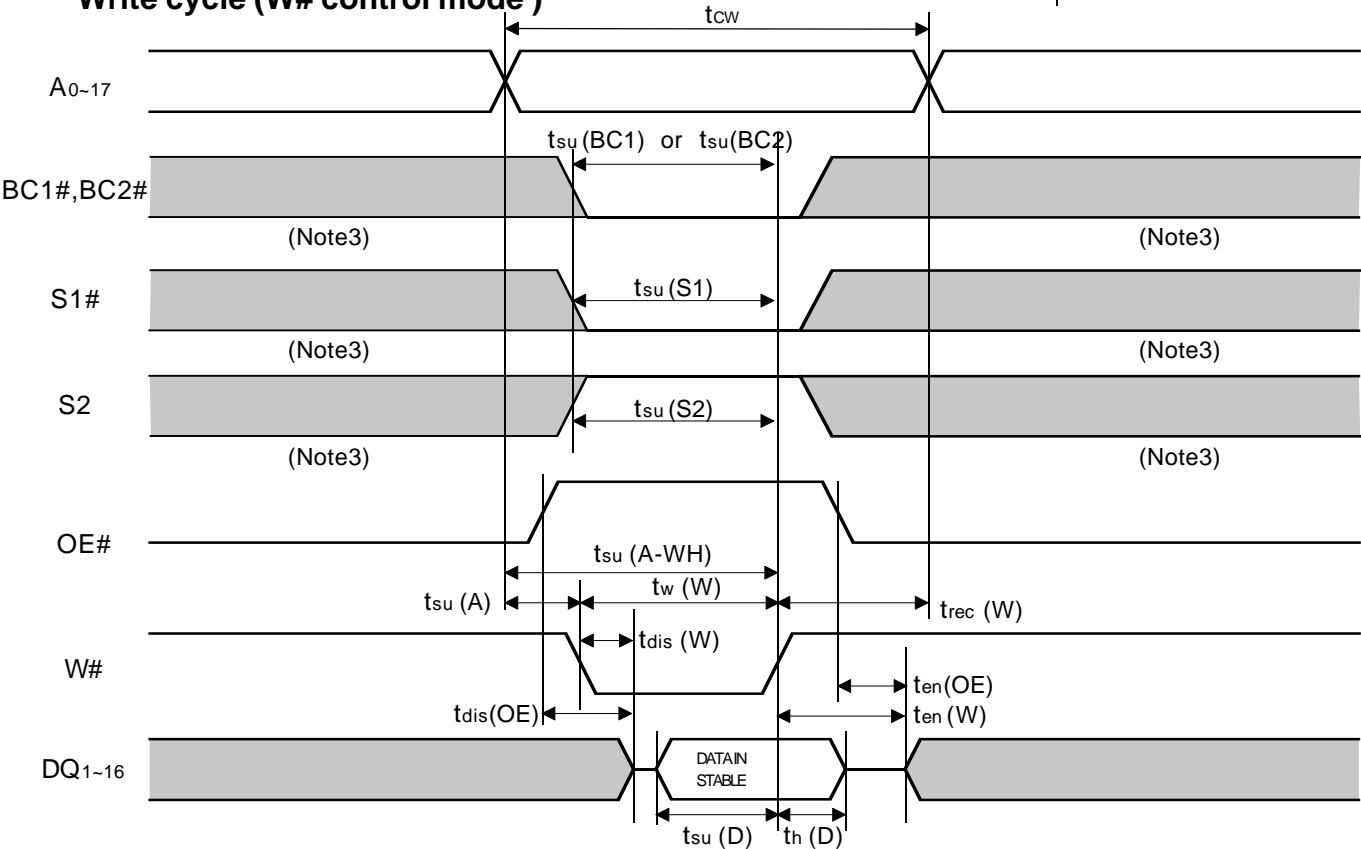 Write cycle (W# control mode )
tCW
A0~17
tsu (BC1) or tsu(BC2)
BC1#,BC2#
(Note3) (Note3)
S1#
tsu (S1)
(Note3) (Note3)
S2
tsu (S2)
(Note3) (Note3)
OE#
tsu (A-WH)
tsu (A)
tw (W)
trec (W)
tdis (W)
W#
ten(OE)
tdis(OE)
ten (W)
DQ1~16
DATA IN
STABLE
tsu (D) th (D)